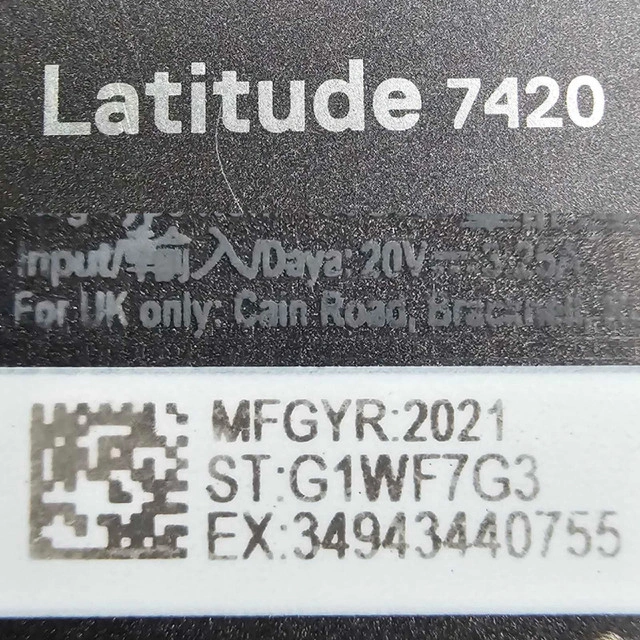 Latitude 7420
Input/入/Daya: 20V⎓3.25A
For UK only: Cain Road, Bracknell,
MFGYR:2021
ST:G1WF7G3
EX:34943440755